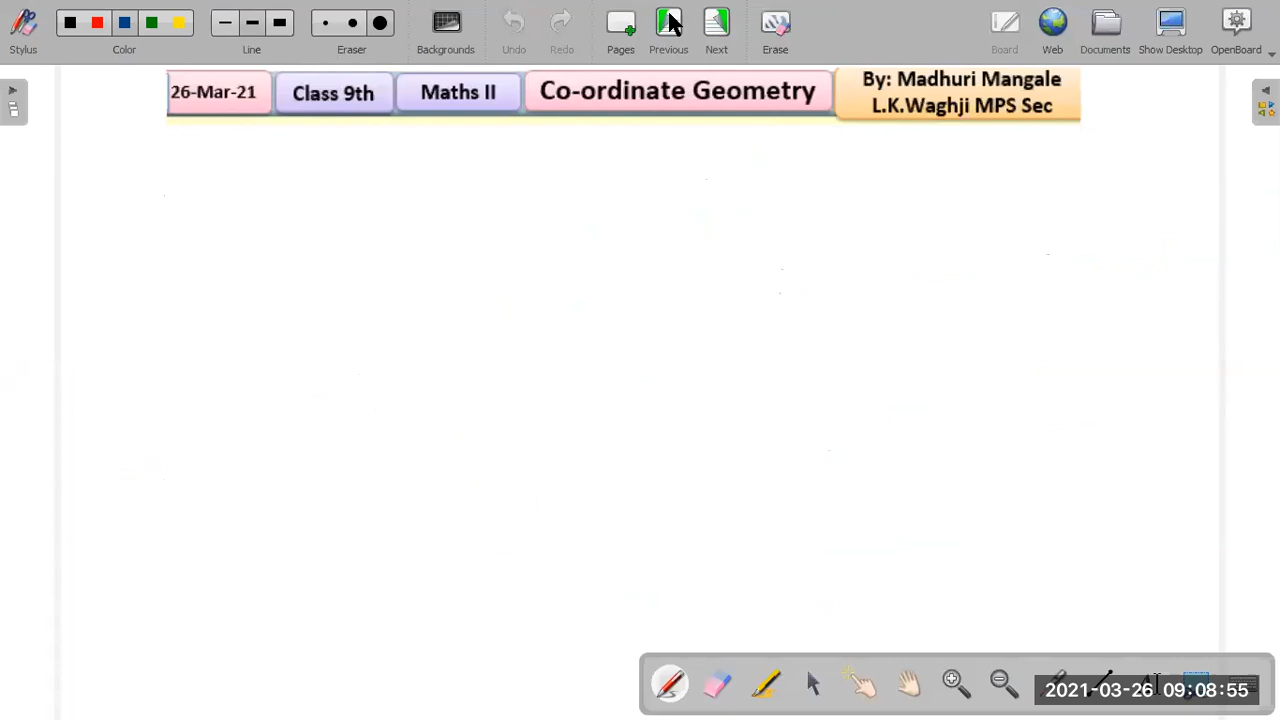 Stylus
Color
Line
Eraser
Backgrounds
Undo
Redo
Pages
Previous
Next
Erase
Board
Web
Documents
Show Desktop
OpenBoard
26-Mar-21
Class 9th
Maths II
Co-ordinate Geometry
By: Madhuri Mangale
L.K.Waghji MPS Sec
2021-03-26 09:08:55